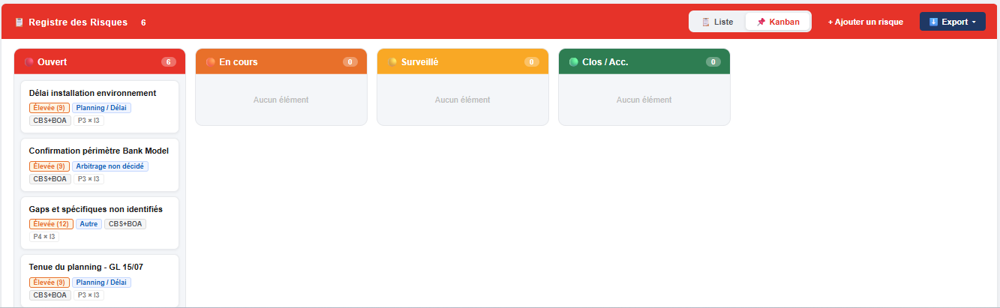 Registre des Risques 6
Liste
Kanban
+ Ajouter un risque
Export
Ouvert 6
Délai installation environnement
Élevée (9) Planning / Délai
CBS+BOA P3 × I3
Confirmation périmètre Bank Model
Élevée (9) Arbitrage non décidé
CBS+BOA P3 × I3
Gaps et spécifiques non identifiés
Élevée (12) Autre CBS+BOA
P4 × I3
Tenue du planning - GL 15/07
Élevée (9) Planning / Délai
CBS+BOA P3 × I3
En cours 0
Aucun élément
Surveillé 0
Aucun élément
Clos / Acc. 0
Aucun élément